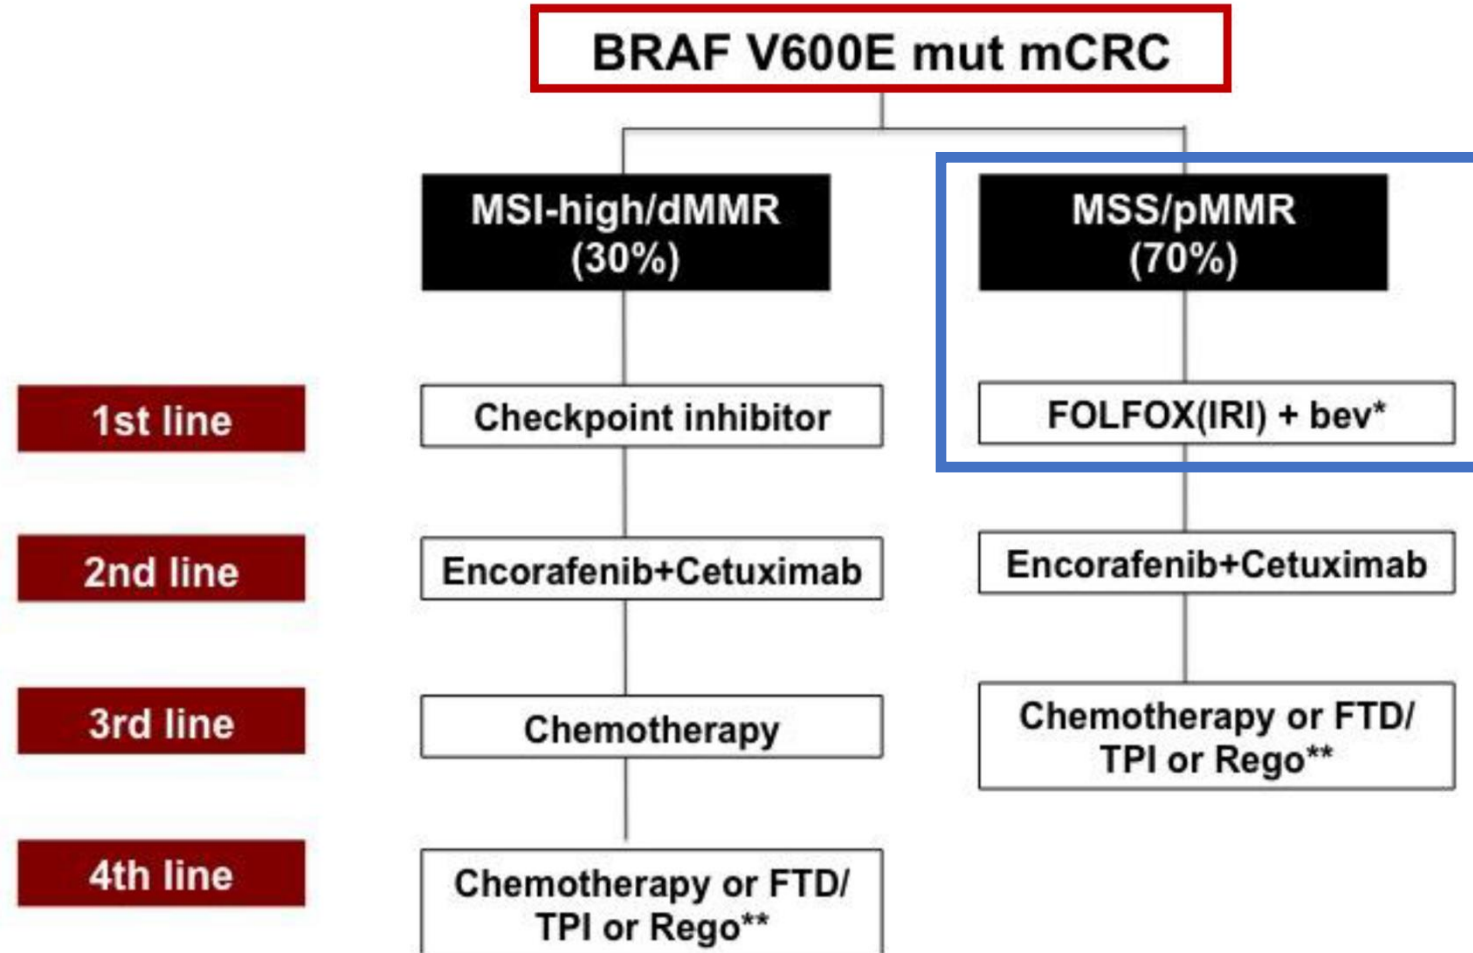 BRAF V600E mut mCRC
MSI-high/dMMR
(30%)
MSS/pMMR
(70%)
1st line
Checkpoint inhibitor
FOLFOX(IRI) + bev*
2nd line
Encorafenib+Cetuximab
Encorafenib+Cetuximab
3rd line
Chemotherapy
Chemotherapy or FTD/
TPI or Rego**
4th line
Chemotherapy or FTD/
TPI or Rego**